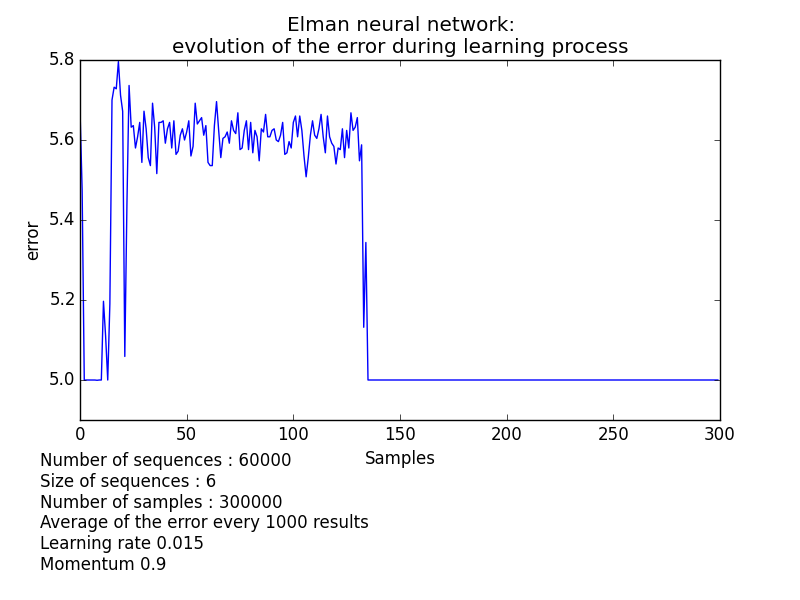 Elman neural network:
evolution of the error during learning process
5.8
5.6
5.4
5.2
5.0
error
0 50 100 150 200 250 300
Samples
Number of sequences : 60000
Size of sequences : 6
Number of samples : 300000
Average of the error every 1000 results
Learning rate 0.015
Momentum 0.9